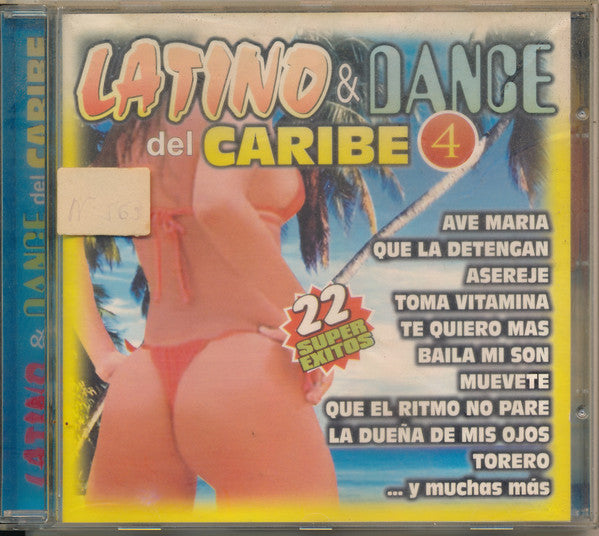 LATINO & DANCE del CARIBE
LATINO & DANCE
del CARIBE 4
AVE MARIA
QUE LA DETENGAN
ASEREJE
TOMA VITAMINA
TE QUIERO MAS
BAILA MI SON
MUEVETE
QUE EL RITMO NO PARE
LA DUEÑA DE MIS OJOS
TORERO
... y muchas más
22
SUPER
EXITOS